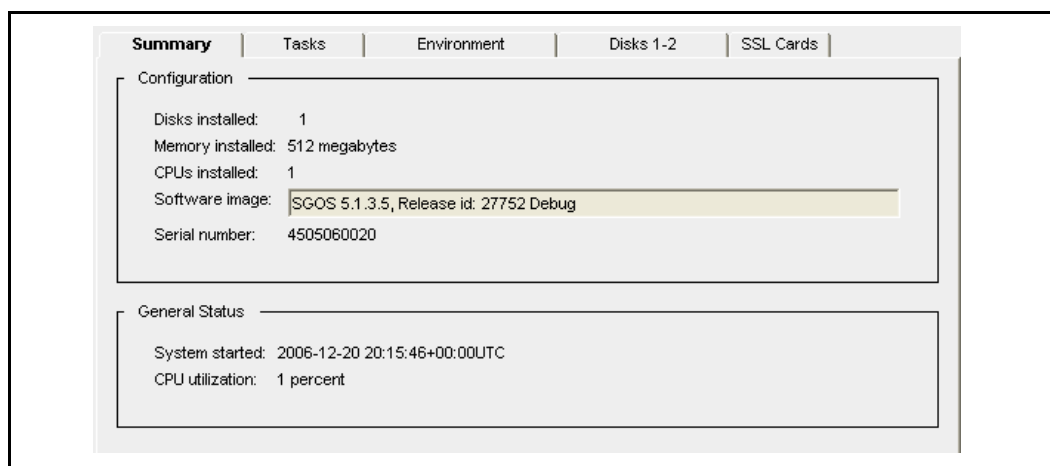 Summary Tasks Environment Disks 1-2 SSL Cards
Configuration
Disks installed: 1
Memory installed: 512 megabytes
CPUs installed: 1
Software image: SGOS 5.1.3.5, Release id: 27752 Debug
Serial number: 4505060020
General Status
System started: 2006-12-20 20:15:46+00:00UTC
CPU utilization: 1 percent